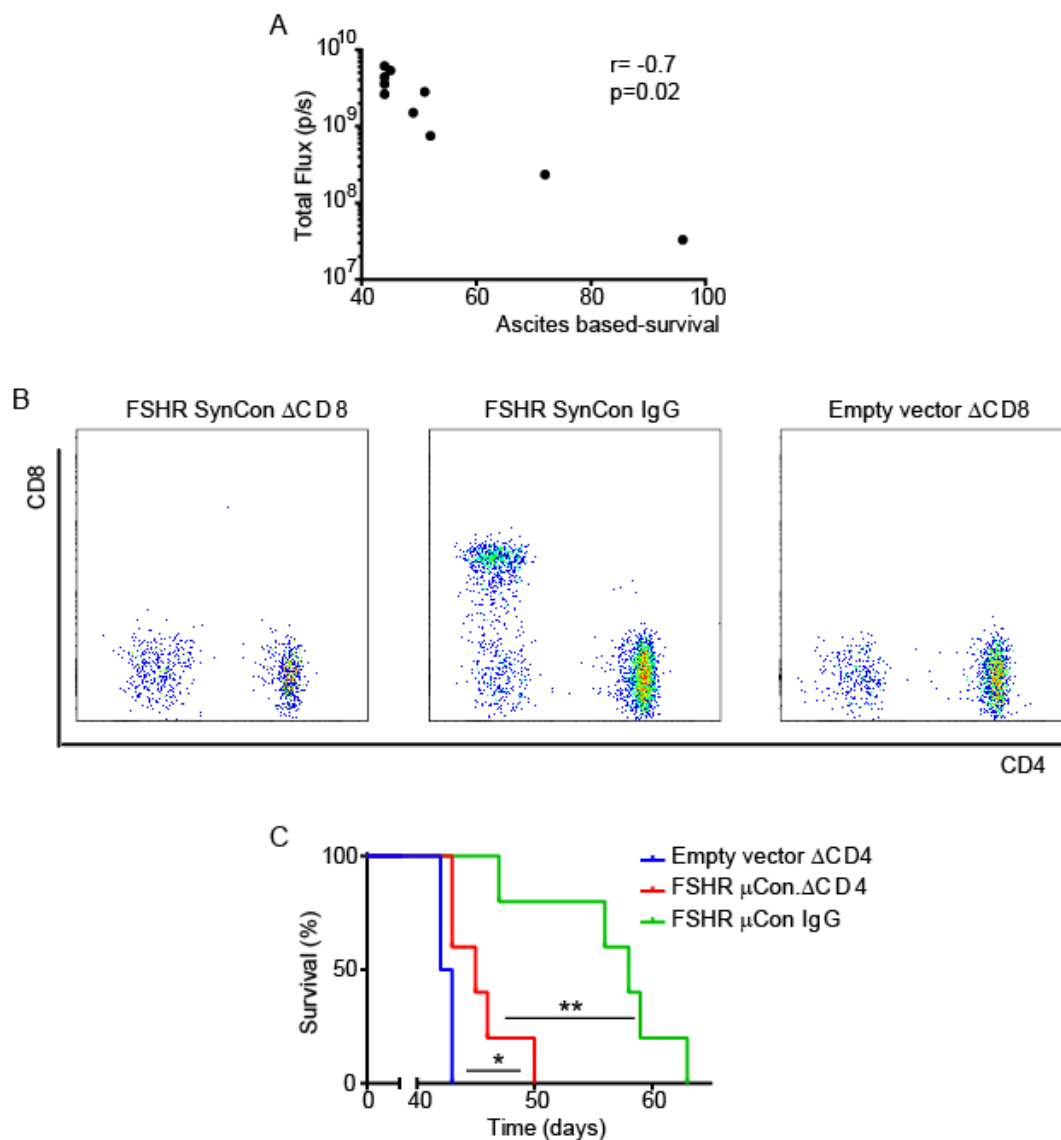 A
10^10
10^9
10^8
10^7
Total Flux (p/s)
r= -0.7
p=0.02
40 60 80 100
Ascites based-survival
B
FSHR SynCon ΔCD8
FSHR SynCon IgG
Empty vector ΔCD8
CD8
CD4
C
100
50
0
Survival (%)
Empty vector ΔCD4
FSHR μCon.ΔCD4
FSHR μCon IgG
**
*
0 40 50 60
Time (days)